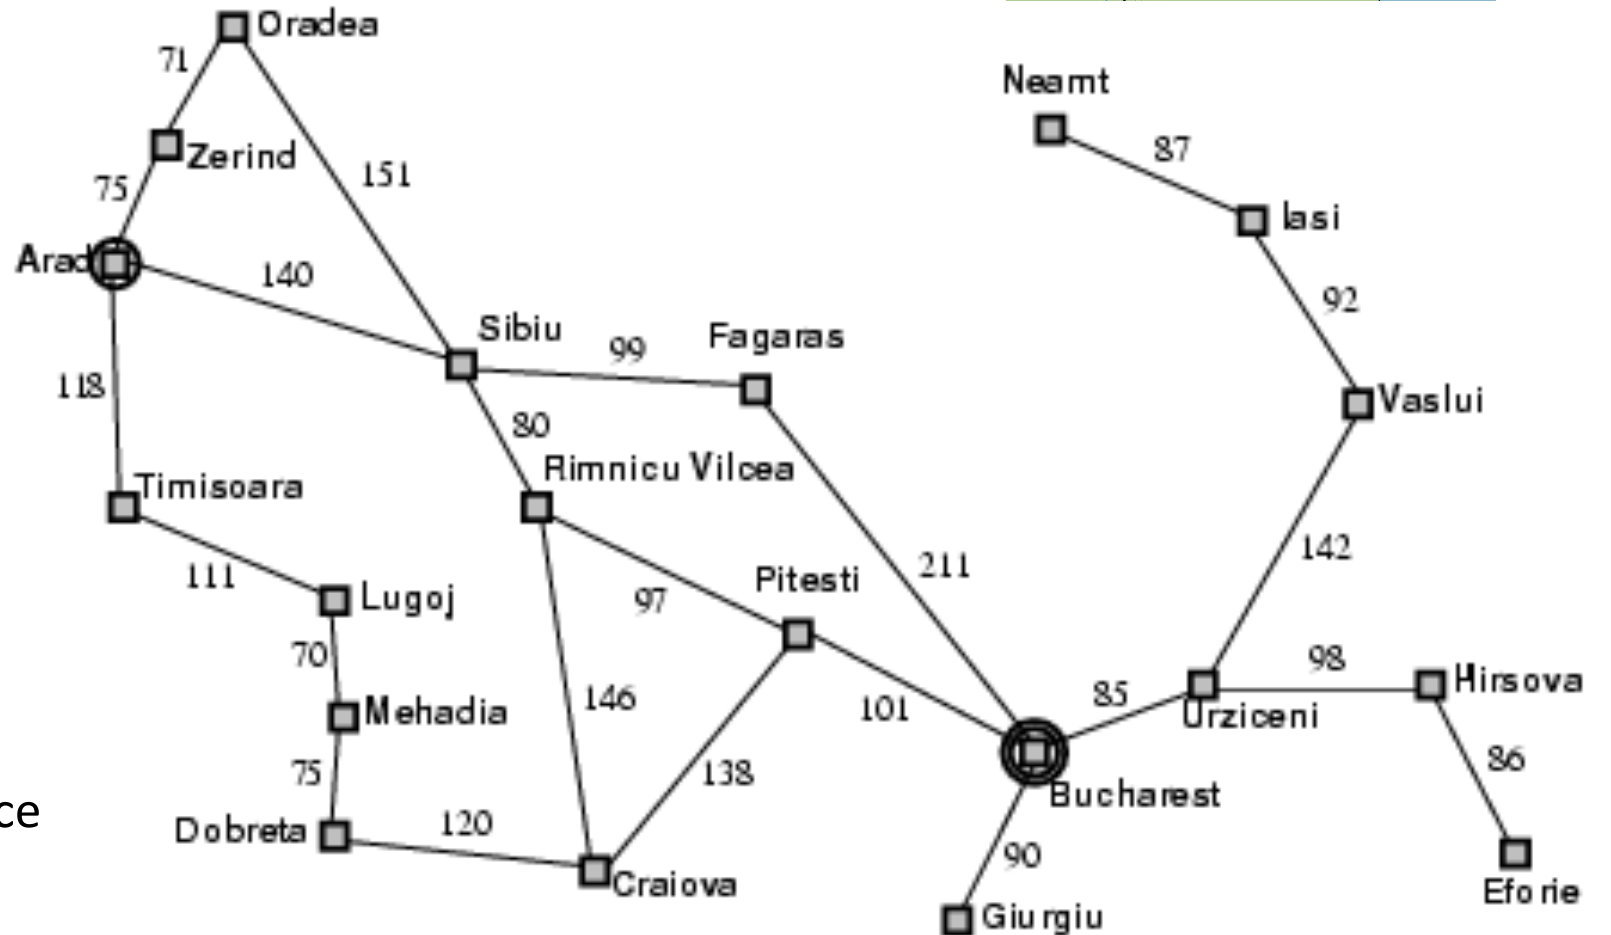 Oradea
71
Neamt
87
Zerind
151
75
Iasi
Arad
140
92
Sibiu
Fagaras
99
118
Vaslui
80
Rimnicu Vilcea
Timisoara
142
211
111
Pitesti
97
Lugoj
70
98
Hirsova
146
85
101
Urziceni
Mehadia
75
138
86
Bucharest
ce
Dobreta
120
90
Craiova
Eforie
Giurgiu